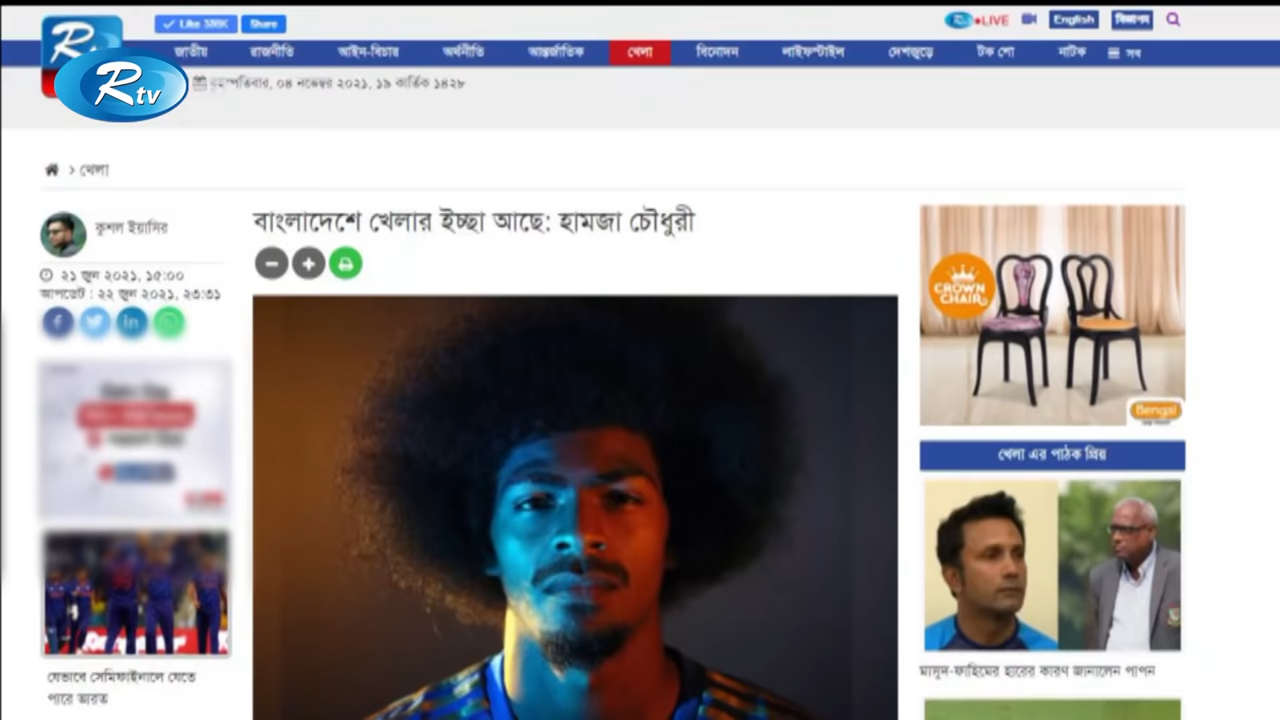 Like 388K Share
Rtv LIVE English বিজ্ঞাপন
জাতীয় রাজনীতি আইন-বিচার অর্থনীতি আন্তর্জাতিক খেলা বিনোদন লাইফস্টাইল দেশজুড়ে টক শো নাটক সব
Rtv
বৃহস্পতিবার, ০৪ নভেম্বর ২০২১, ১৯ কার্তিক ১৪২৮
> খেলা
কুশল ইয়াসির
২১ জুন ২০২১, ১৫:০০
আপডেট : ২২ জুন ২০২১, ২৩:৩১
বাংলাদেশে খেলার ইচ্ছা আছে: হামজা চৌধুরী
CROWN
CHAIR
Bengal
খেলা এর পাঠক প্রিয়
মাসুদ-ফাহিমের হারের কারণ জানালেন পাপন
যেভাবে সেমিফাইনালে যেতে
পারে ভারত